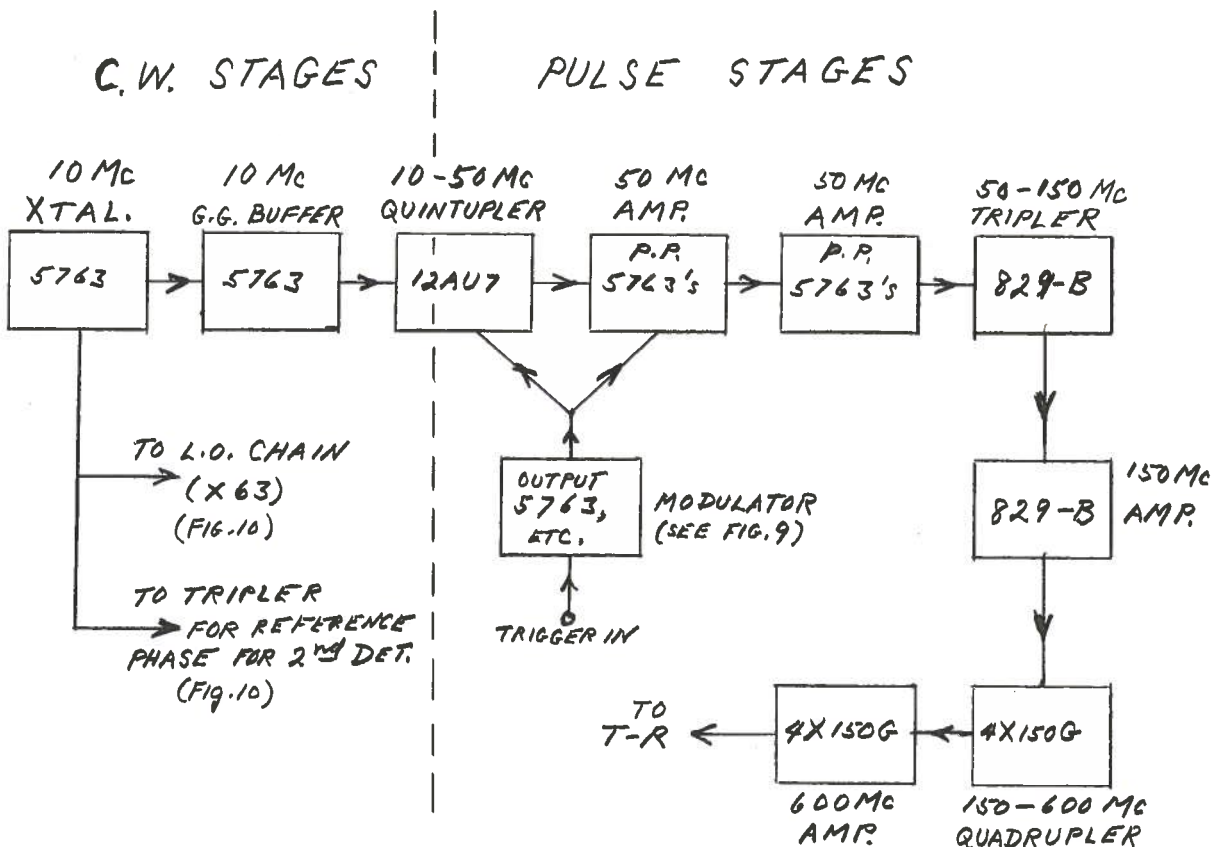 C.W. STAGES
PULSE STAGES
10 Mc
XTAL.
5763
10 Mc
G.G. BUFFER
5763
10-50 Mc
QUINTUPLER
12AU7
50 Mc
AMP.
P.P.
5763's
50 Mc
AMP.
P.P.
5763's
50-150 Mc
TRIPLER
829-B
TO L.O. CHAIN
(X 63)
(FIG.10)
TO TRIPLER
FOR REFERENCE
PHASE FOR 2nd DET.
(Fig.10)
OUTPUT
5763,
ETC.
MODULATOR
(SEE FIG.9)
TRIGGER IN
829-B
150 Mc
AMP.
TO
T-R
4X150G
600 Mc
AMP.
4X150G
150-600 Mc
QUADRUPLER